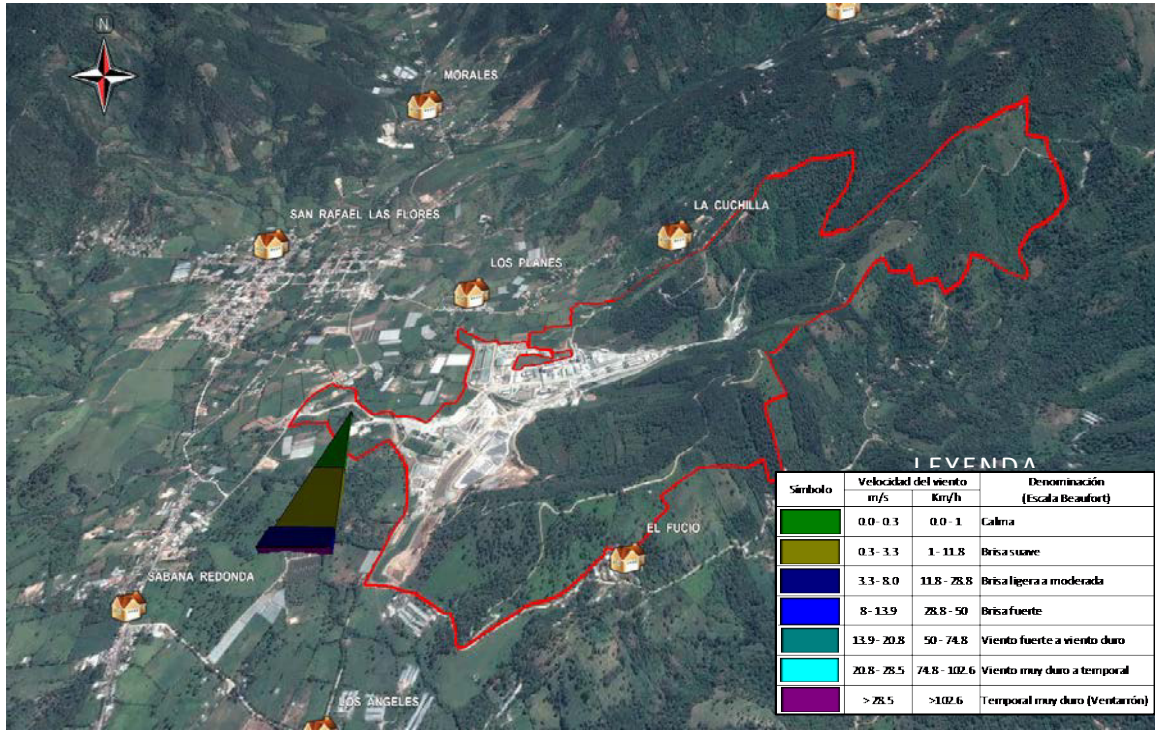 N
MORALES
SAN RAFAEL LAS FLORES
LA CUCHILLA
LOS PLANES
EL FUCIO
SABANA REDONDA
LOS ANGELES
LEYENDA
Símbolo Velocidad del viento Denominación
m/s Km/h (Escala Beaufort)
0.0 - 0.3 0.0 - 1 Calma
0.3 - 3.3 1 - 11.8 Brisa suave
3.3 - 8.0 11.8 - 28.8 Brisa ligera a moderada
8 - 13.9 28.8 - 50 Brisa fuerte
13.9 - 20.8 50 - 74.8 Viento fuerte a viento duro
20.8 - 28.5 74.8 - 102.6 Viento muy duro a temporal
> 28.5 >102.6 Temporal muy duro (Ventarrón)